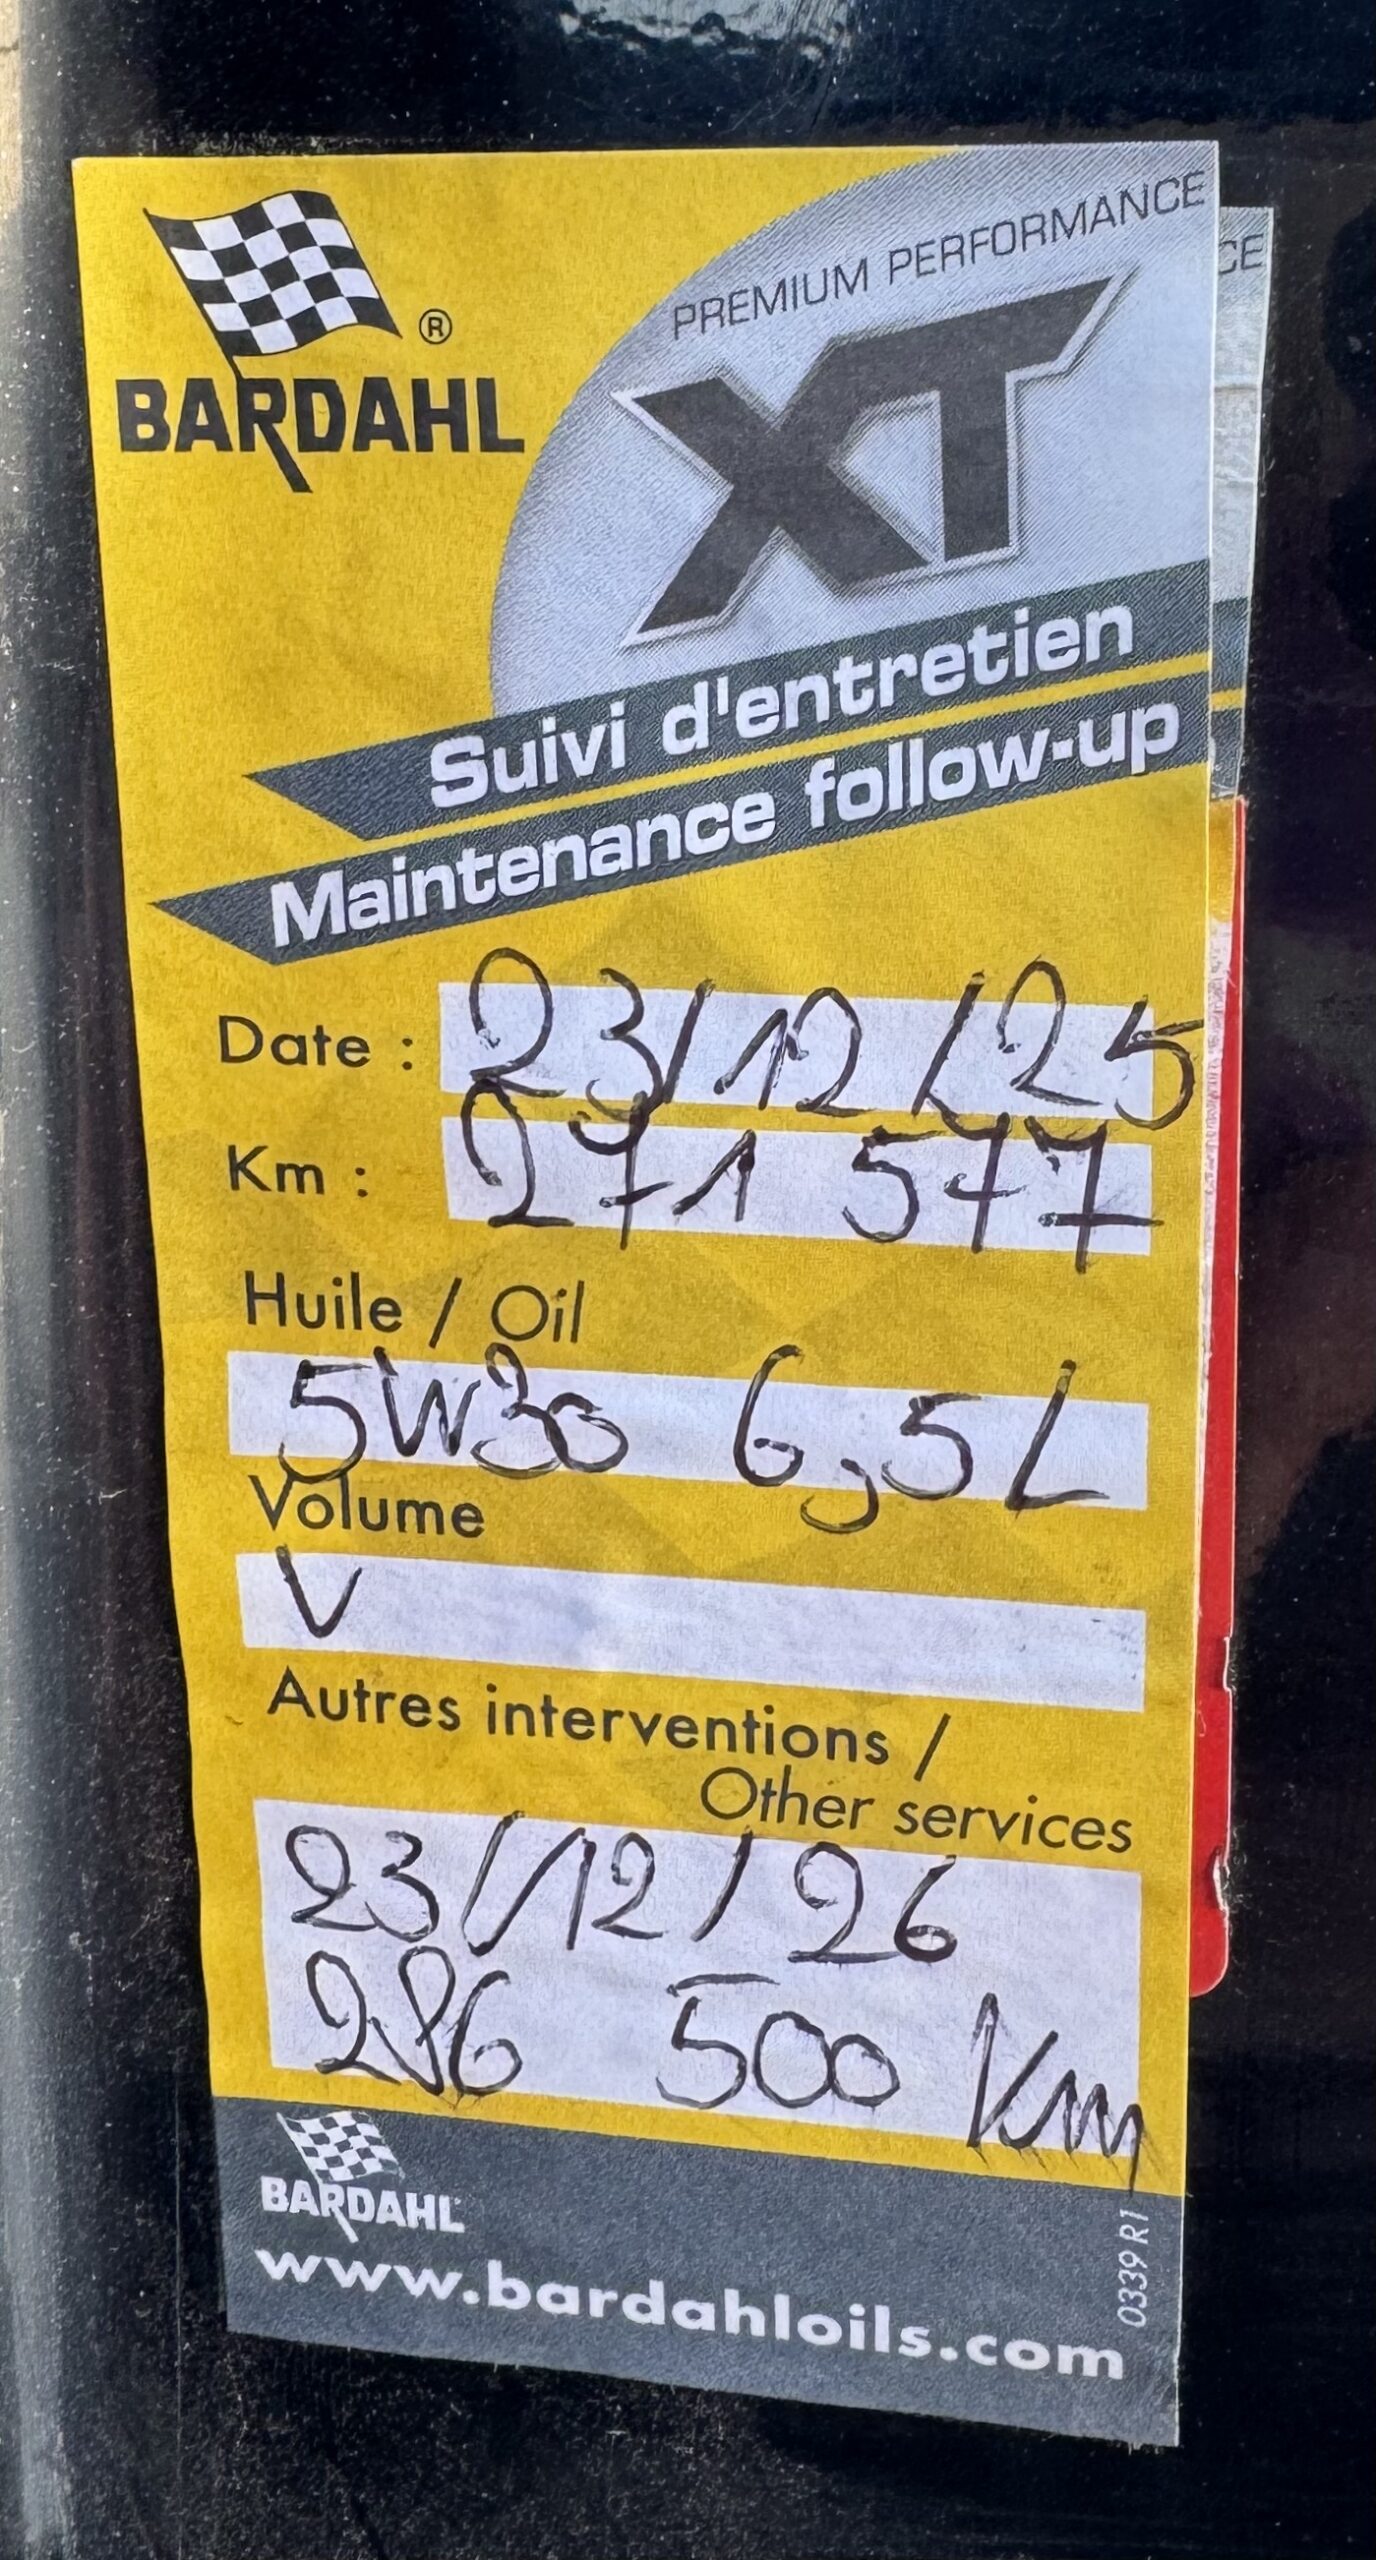 PREMIUM PERFORMANCE
CE
XT
®
BARDAHL
Suivi d'entretien
Maintenance follow-up
Date : 23/12/25
Km : 271 577
Huile / Oil
5W30 6,5L
Volume
V
Autres interventions /
Other services
23/12/26
286 500 Km
BARDAHL
www.bardahloils.com
0339 R1